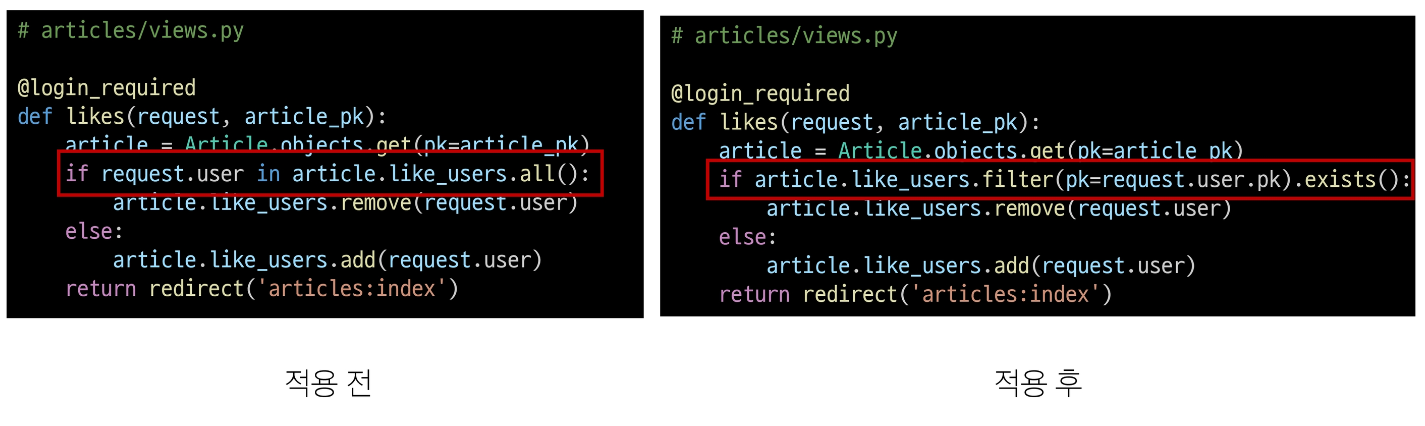 # articles/views.py
@login_required
def likes(request, article_pk):
    article = Article.objects.get(pk=article_pk)
    if request.user in article.like_users.all():
        article.like_users.remove(request.user)
    else:
        article.like_users.add(request.user)
    return redirect('articles:index')
적용 전
# articles/views.py
@login_required
def likes(request, article_pk):
    article = Article.objects.get(pk=article_pk)
    if article.like_users.filter(pk=request.user.pk).exists():
        article.like_users.remove(request.user)
    else:
        article.like_users.add(request.user)
    return redirect('articles:index')
적용 후